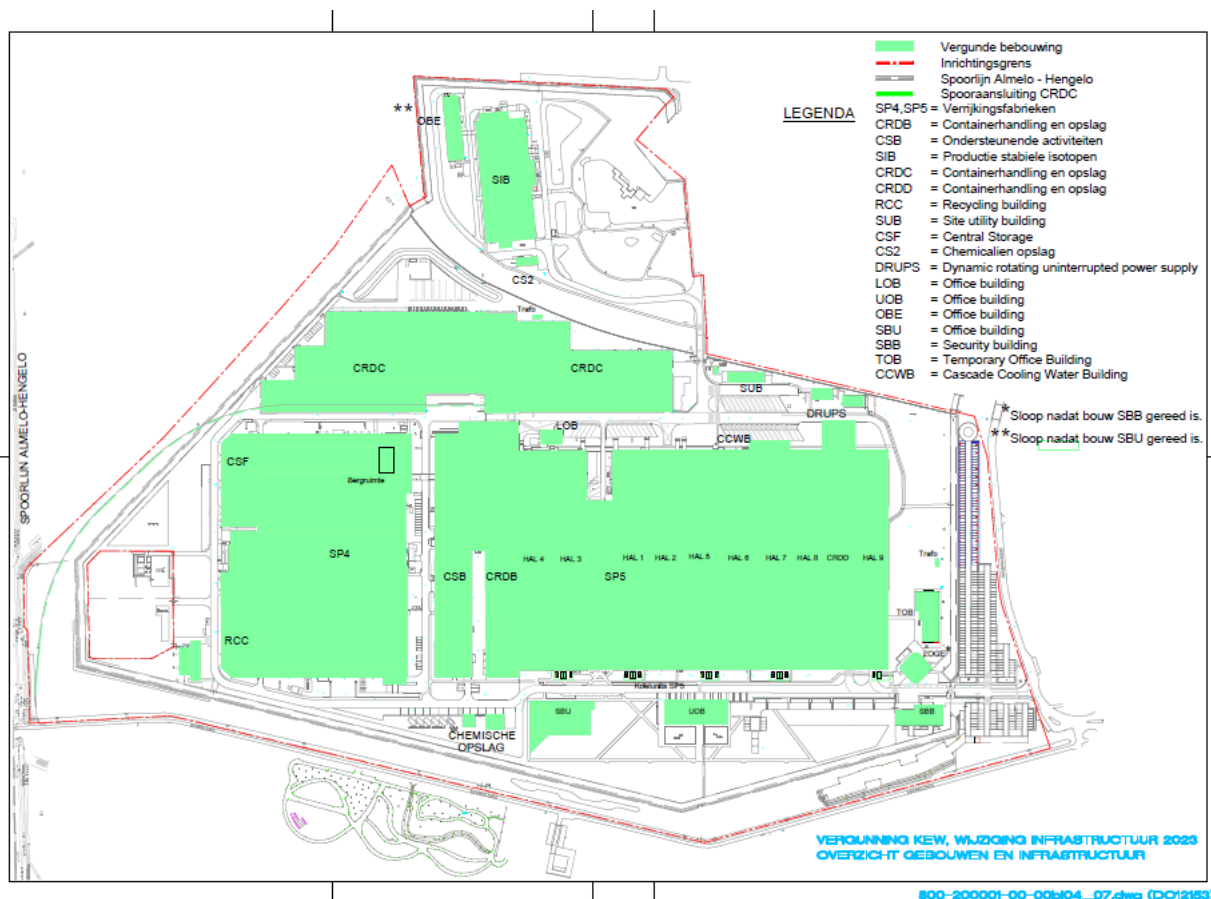 LEGENDA
Vergunde bebouwing
Inrichtingsgrens
Spoorlijn Almelo - Hengelo
Spooraansluiting CRDC
SP4,SP5 = Verrijkingsfabrieken
CRDB = Containerhandling en opslag
CSB = Ondersteunende activiteiten
SIB = Productie stabiele isotopen
CRDC = Containerhandling en opslag
CRDD = Containerhandling en opslag
RCC = Recycling building
SUB = Site utility building
CSF = Central Storage
CS2 = Chemicalien opslag
DRUPS = Dynamic rotating uninterrupted power supply
LOB = Office building
UOB = Office building
OBE = Office building
SBU = Office building
SBB = Security building
TOB = Temporary Office Building
CCWB = Cascade Cooling Water Building
*Sloop nadat bouw SBB gereed is.
**Sloop nadat bouw SBU gereed is.
**
OBE
SIB
CS2
Trafo
CRDC
CRDC
SUB
DRUPS
LOB
CCWB
CSF
Bergruimte
SPOORLIJN ALMELO-HENGELO
SP4
HAL 4
HAL 3
HAL 1
HAL 2
HAL 5
HAL 6
HAL 7
HAL 8
CRDD
HAL 9
Trafo
CSB
CRDB
SP5
TOB
RCC
LOGE*
Koelunits SP5
SBU
UOB
SBB
CHEMISCHE
OPSLAG
VERGUNNING KEW, WIJZIGING INFRASTRUCTUUR 2023
OVERZICHT GEBOUWEN EN INFRASTRUCTUUR